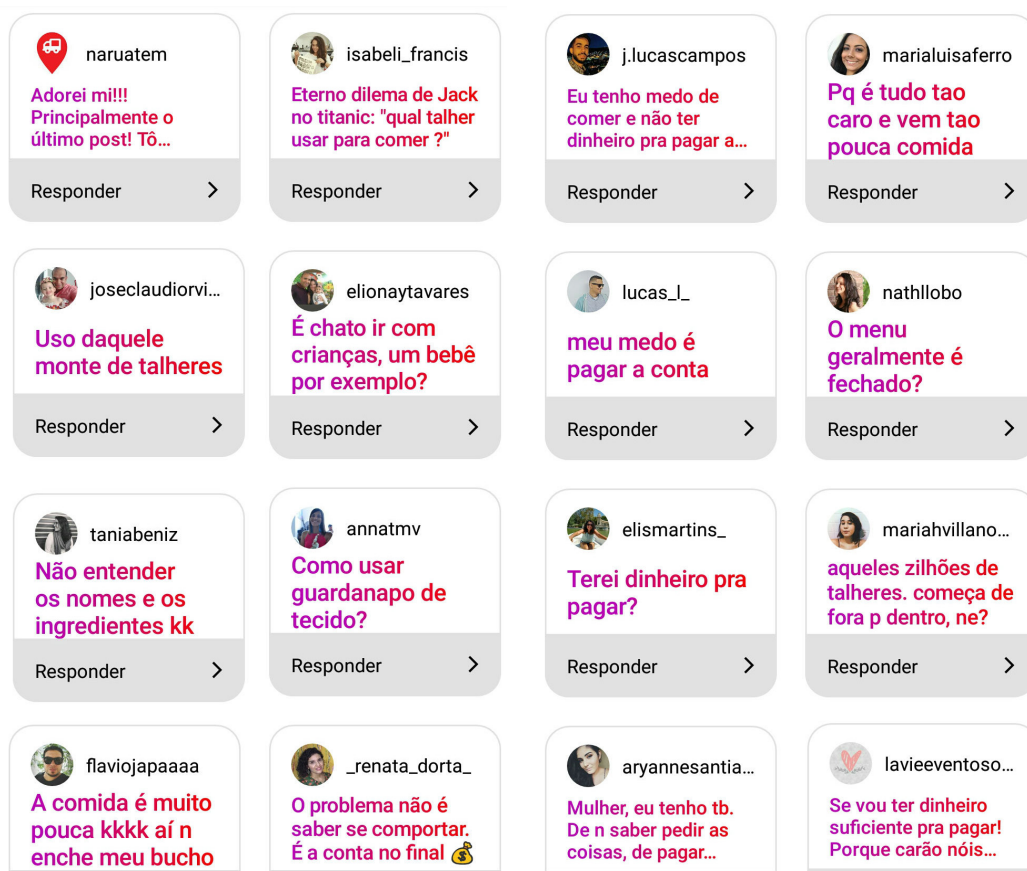 naruatem
Adorei mi!!!
Principalmente o
último post! Tô...
Responder
isabeli_francis
Eterno dilema de Jack
no titanic: "qual talher
usar para comer ?"
Responder
j.lucascampos
Eu tenho medo de
comer e não ter
dinheiro pra pagar a...
Responder
marialuisaferro
Pq é tudo tao
caro e vem tao
pouca comida
Responder
joseclaudiorvi...
Uso daquele
monte de talheres
Responder
elionaytavares
É chato ir com
crianças, um bebê
por exemplo?
Responder
lucas_l_
meu medo é
pagar a conta
Responder
nathllobo
O menu
geralmente é
fechado?
Responder
taniabeniz
Não entender
os nomes e os
ingredientes kk
Responder
annatmv
Como usar
guardanapo de
tecido?
Responder
elismartins_
Terei dinheiro pra
pagar?
Responder
mariahvillano...
aqueles zilhões de
talheres. começa de
fora p dentro, ne?
Responder
flaviojapaaaa
A comida é muito
pouca kkkk aí n
enche meu bucho
_renata_dorta_
O problema não é
saber se comportar.
É a conta no final 💰
aryannesantia...
Mulher, eu tenho tb.
De n saber pedir as
coisas, de pagar...
lavieeventoso...
Se vou ter dinheiro
suficiente pra pagar!
Porque carão nóis...